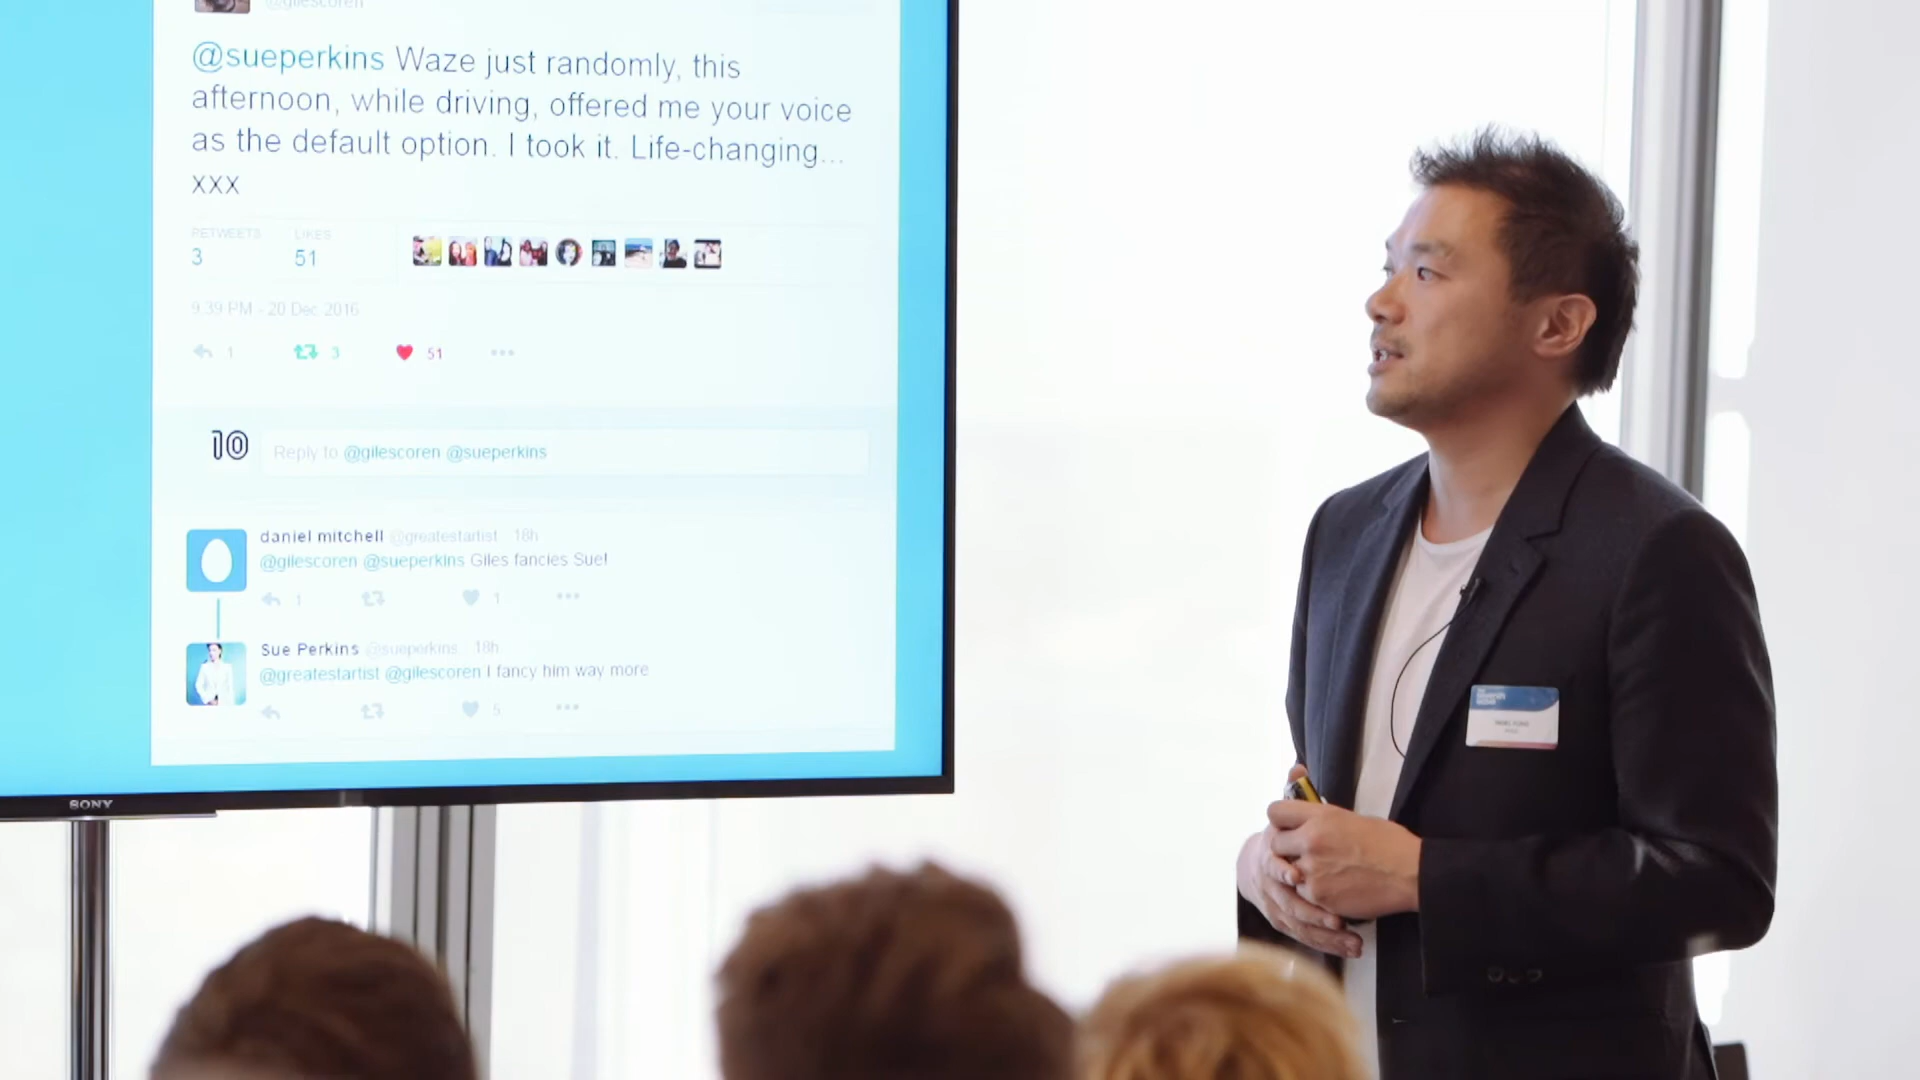 @gilescoren
@sueperkins Waze just randomly, this
afternoon, while driving, offered me your voice
as the default option. I took it. Life-changing...
xxx
RETWEETS LIKES
3 51
9:39 PM - 20 Dec 2016
1 3 51
10 Reply to @gilescoren @sueperkins
daniel mitchell @greatestartist 18h
@gilescoren @sueperkins Giles fancies Sue!
1 1
Sue Perkins @sueperkins 18h
@greatestartist @gilescoren I fancy him way more
5
SONY